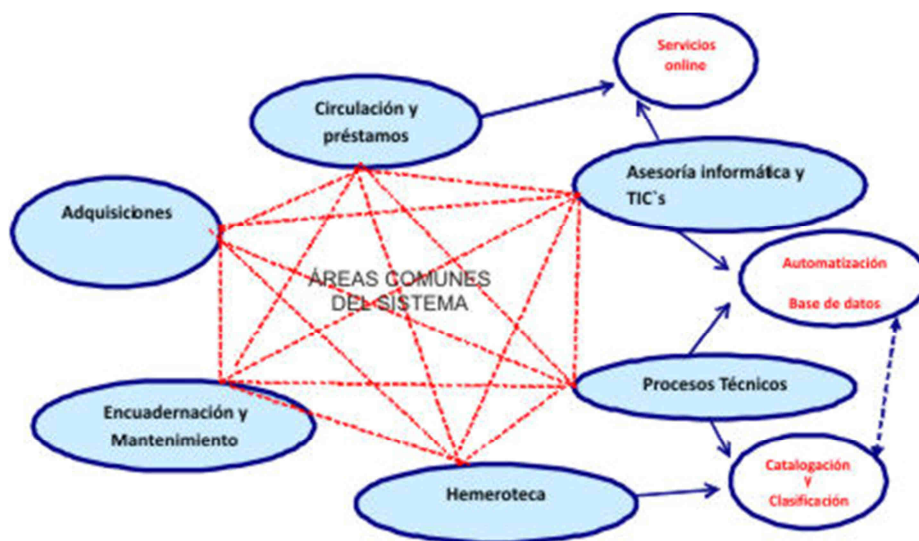 Servicios
online
Circulación y
préstamos
Asesoría informática y
TIC`s
Adquisiciones
Automatización
Base de datos
ÁREAS COMUNES
DEL SISTEMA
Procesos Técnicos
Encuadernación y
Mantenimiento
Catalogación
y
Clasificación
Hemeroteca